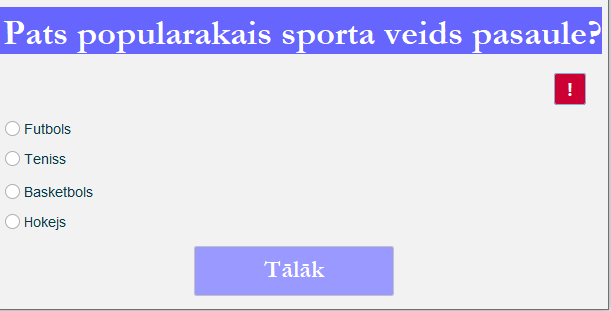 Pats popularakais sporta veids pasaule?
!
Futbols
Teniss
Basketbols
Hokejs
Tālāk